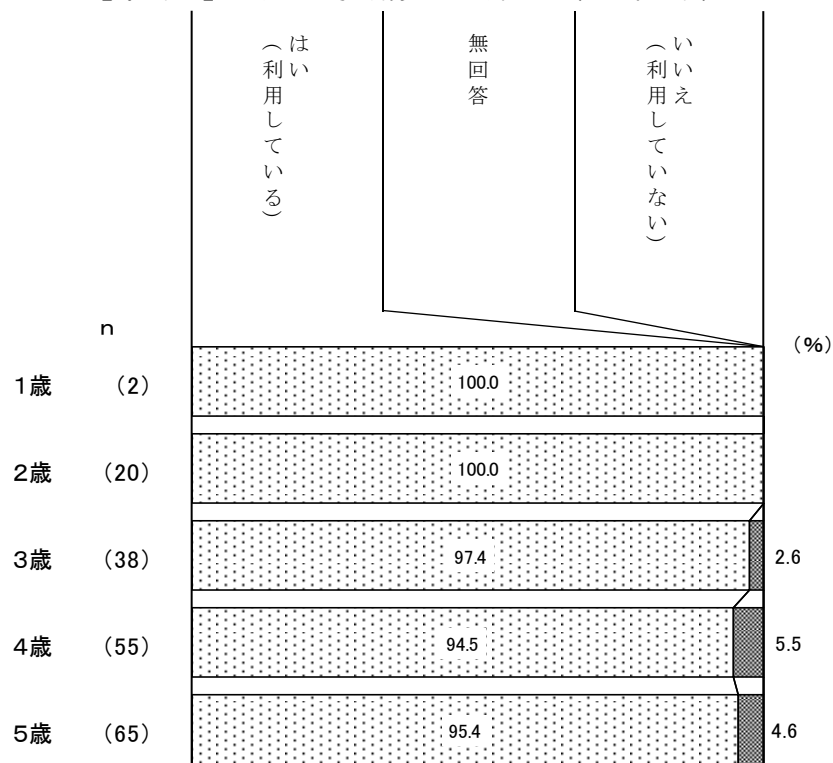 はい
（利用している）
無回答
いいえ
（利用していない）
n
（%）
1歳 （2） 100.0
2歳 （20） 100.0
3歳 （38） 97.4 2.6
4歳 （55） 94.5 5.5
5歳 （65） 95.4 4.6